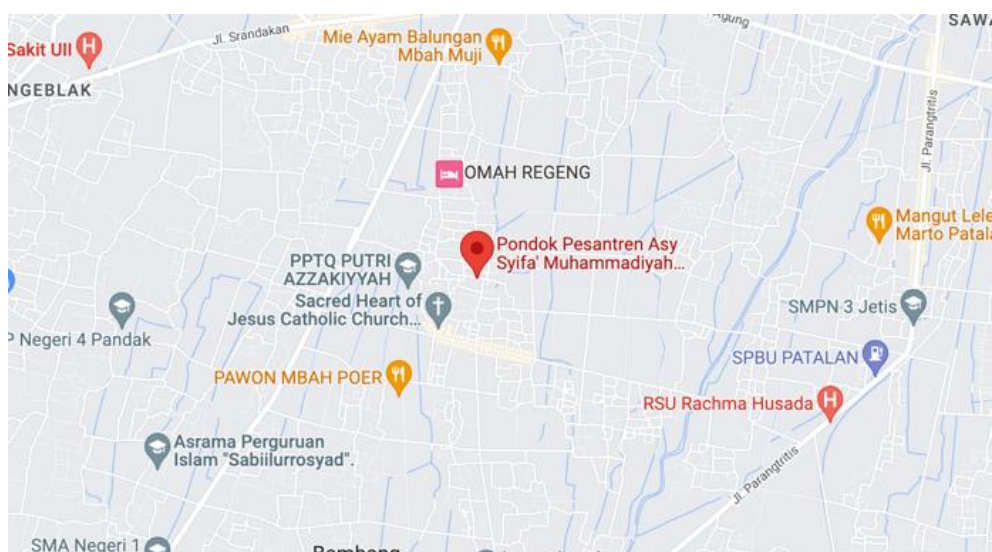 Jl. Srandakan
Mie Ayam Balungan
Mbah Muji
Agung
SAWA
Sakit UII
NGEBLAK
Jl. Parangtritis
OMAH REGENG
Mangut Lele
Marto Patala
Pondok Pesantren Asy
Syifa' Muhammadiyah...
PPTQ PUTRI
AZZAKIYYAH
Sacred Heart of
Jesus Catholic Church...
SMPN 3 Jetis
P Negeri 4 Pandak
SPBU PATALAN
PAWON MBAH POER
RSU Rachma Husada
Asrama Perguruan
Islam "Sabiilurrosyad".
Jl. Parangtritis
SMA Negeri 1